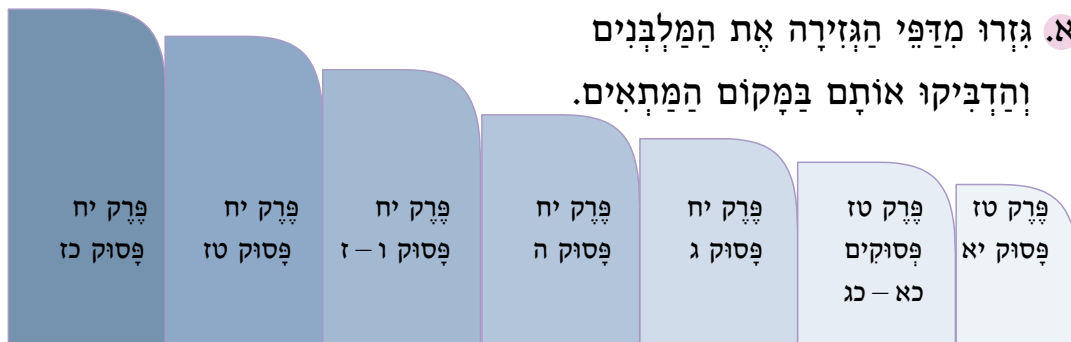 א. גִּזְרוּ מִדַּפֵּי הַגְּזִירָה אֶת הַמַּלְבְּנִים
וְהַדְבִּיקוּ אוֹתָם בַּמָּקוֹם הַמַּתְאִים.
פֶּרֶק טז
פָּסוּק יא
פֶּרֶק טז
פְּסוּקִים
כא – כג
פֶּרֶק יח
פָּסוּק ג
פֶּרֶק יח
פָּסוּק ה
פֶּרֶק יח
פָּסוּק ו – ז
פֶּרֶק יח
פָּסוּק טז
פֶּרֶק יח
פָּסוּק כז